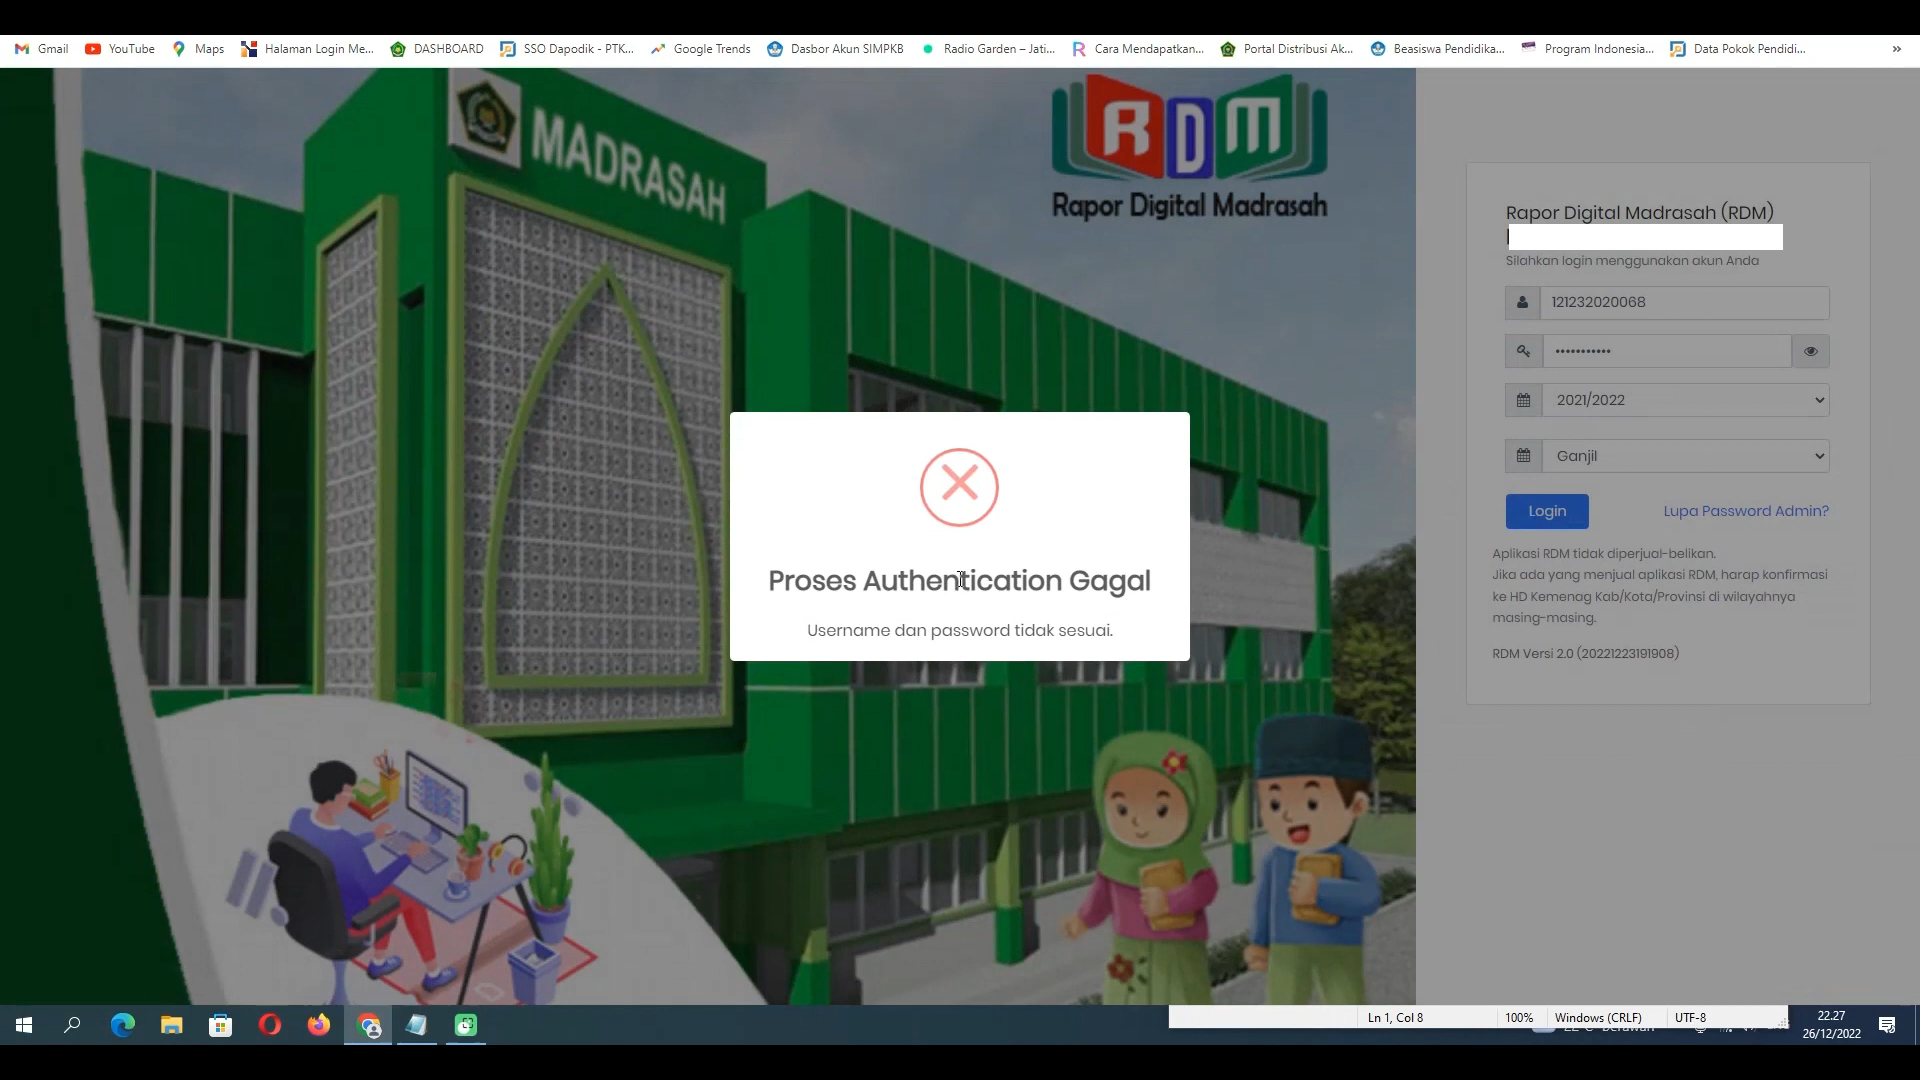 Gmail
YouTube
Maps
Halaman Login Me...
DASHBOARD
SSO Dapodik - PTK...
Google Trends
Dasbor Akun SIMPKB
Radio Garden – Jati...
Cara Mendapatkan...
Portal Distribusi Ak...
Beasiswa Pendidika...
Program Indonesia...
Data Pokok Pendidi...
»
MADRASAH
RDM
Rapor Digital Madrasah
Rapor Digital Madrasah (RDM)
Silahkan login menggunakan akun Anda
121232020068
•••••••••••
2021/2022
Ganjil
Login
Lupa Password Admin?
Aplikasi RDM tidak diperjual-belikan.
Jika ada yang menjual aplikasi RDM, harap konfirmasi
ke HD Kemenag Kab/Kota/Provinsi di wilayahnya
masing-masing.
RDM Versi 2.0 (20221223191908)
Proses Authentication Gagal
Username dan password tidak sesuai.
Ln 1, Col 8
100%
Windows (CRLF)
UTF-8
22.27
26/12/2022